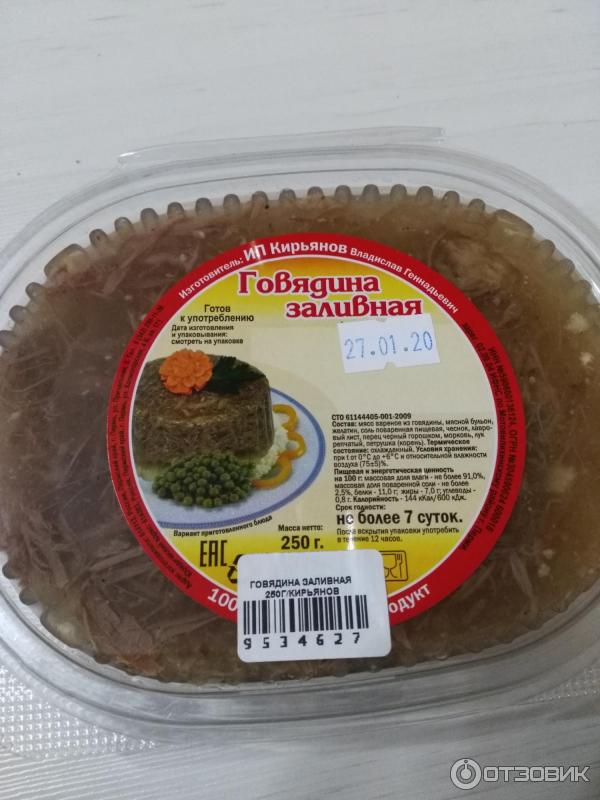 Изготовитель: ИП Кирьянов Владислав Геннадьевич
Говядина
заливная
Готов
к употреблению
Дата изготовления
и упаковывания:
смотреть на упаковке
27.01.20
СТО 61144405-001-2009
Состав: мясо вареное из говядины, мясной бульон,
желатин, соль поваренная пищевая, чеснок, лавро-
вый лист, перец черный горошком, морковь, лук
репчатый, петрушка (корень). Термическое
состояние: охлажденный. Условия хранения:
при t от 0°С до +6°С и относительной влажности
воздуха (75±5)%.
Пищевая и энергетическая ценность
на 100 г: массовая доля влаги - не более 91,0%,
массовая доля поваренной соли - не более
2,5%, белки - 11,0 г; жиры - 7,0 г; углеводы -
0,8 г. Калорийность - 144 кКал/ 600 кДж.
Срок годности:
не более 7 суток.
После вскрытия упаковки употребить
в течение 12 часов.
Вариант приготовленного блюда
Масса нетто:
250 г.
ЕАС
ГОВЯДИНА ЗАЛИВНАЯ
250Г/КИРЬЯНОВ
9534627
ОТЗОВИК